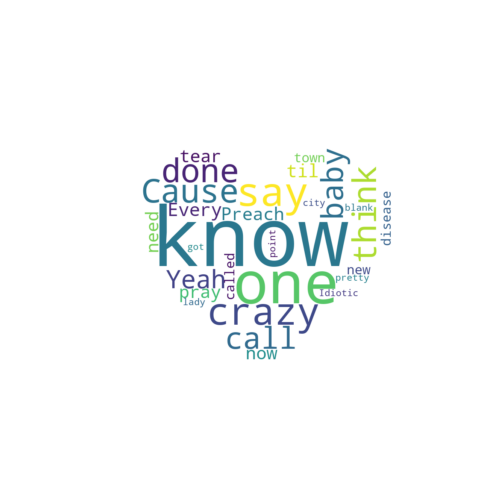 tear
town
done
til
baby
think
Cause
say
city
blank
disease
Every
Preach
need
know
got
point
called
new
Yeah
one
pretty
pray
Idiotic
lady
crazy
call
now